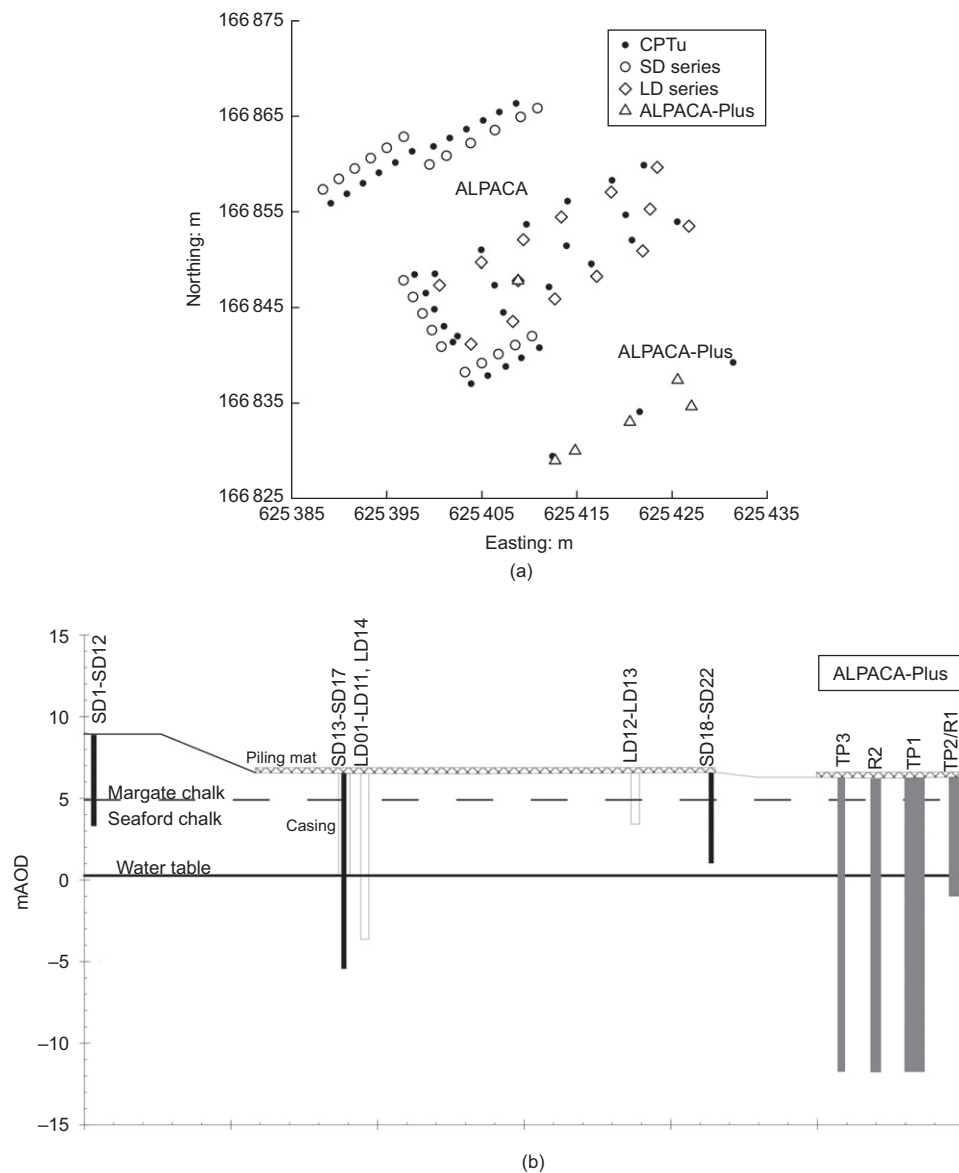 166 875
166 865
166 855
166 845
166 835
166 825
Northing: m
CPTu
SD series
LD series
ALPACA-Plus
ALPACA
ALPACA-Plus
625 385
625 395
625 405
625 415
625 425
625 435
Easting: m
(a)
15
10
5
0
–5
–10
–15
mAOD
SD1-SD12
SD13-SD17
LD01-LD11, LD14
LD12-LD13
SD18-SD22
ALPACA-Plus
TP3
R2
TP1
TP2/R1
Piling mat
Margate chalk
Seaford chalk
Casing
Water table
(b)